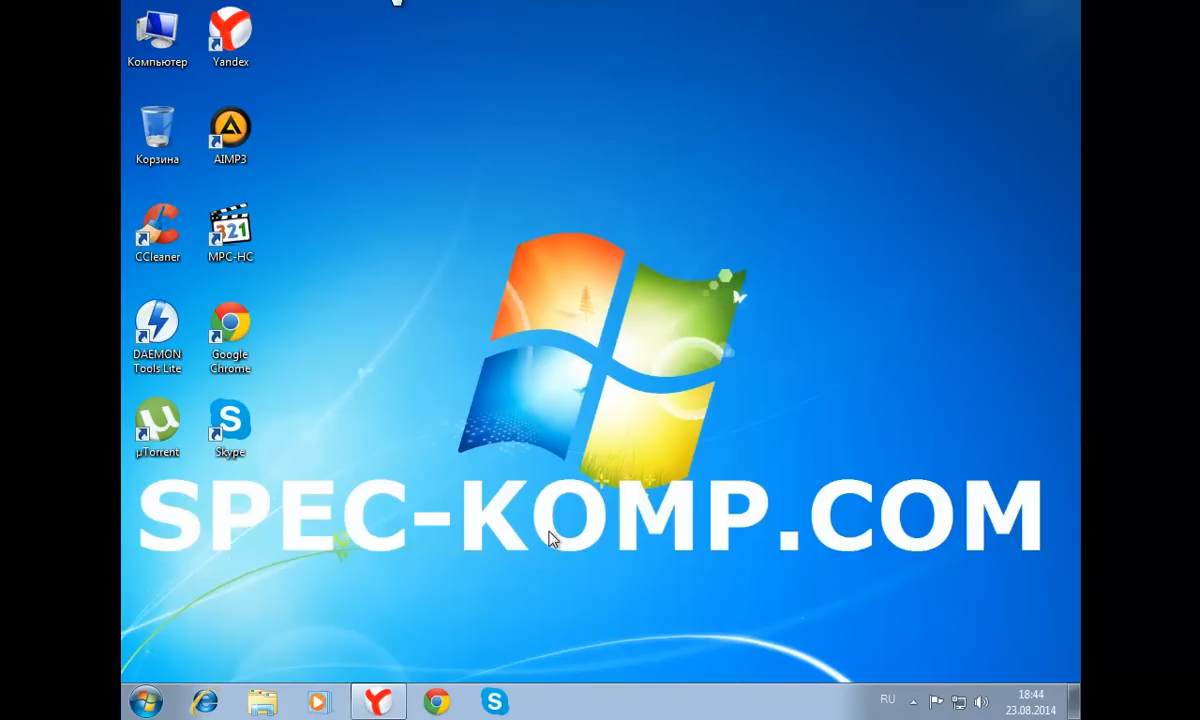 Компьютер
Yandex
Корзина
AIMP3
CCleaner
MPC-HC
321
DAEMON
Tools Lite
Google
Chrome
µTorrent
Skype
SPEC-KOMP.COM
RU
18:44
23.08.2014